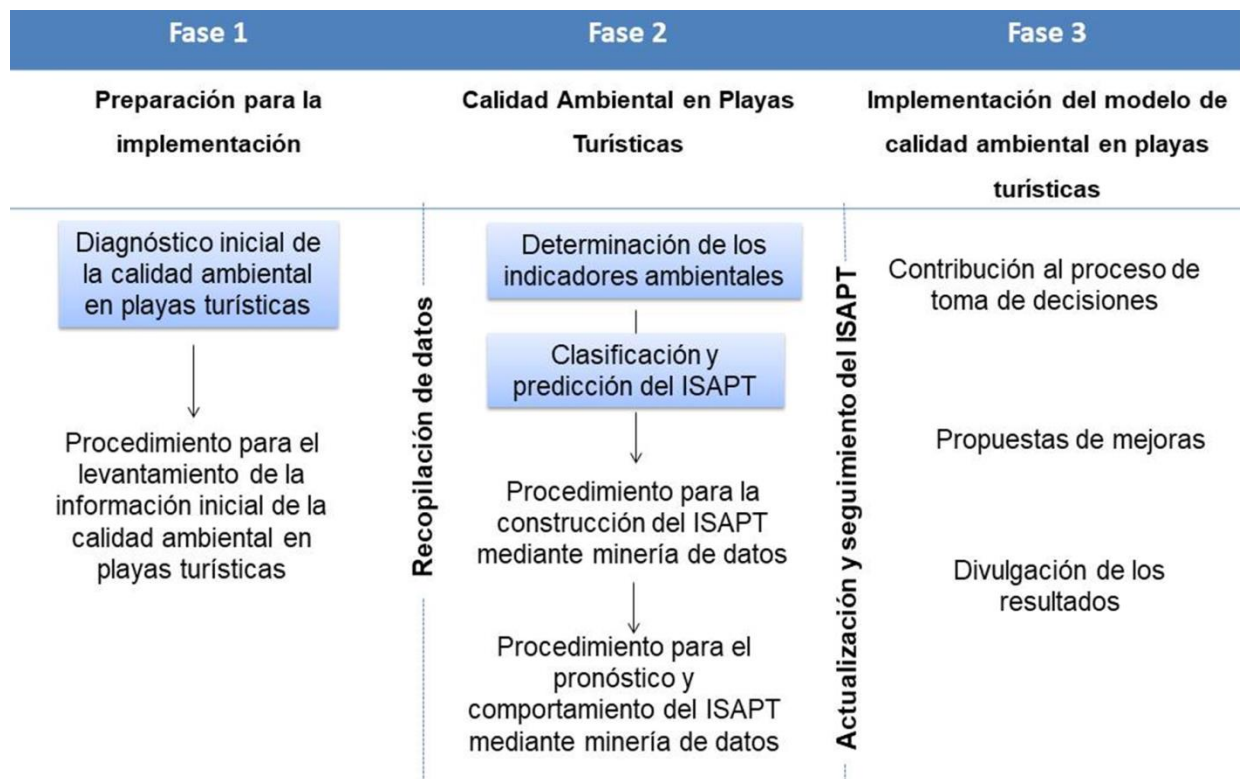 Fase 1
Fase 2
Fase 3
Preparación para la
implementación
Calidad Ambiental en Playas
Turísticas
Implementación del modelo de
calidad ambiental en playas
turísticas
Diagnóstico inicial de
la calidad ambiental
en playas turísticas
Procedimiento para el
levantamiento de la
información inicial de la
calidad ambiental en
playas turísticas
Recopilación de datos
Determinación de los
indicadores ambientales
Clasificación y
predicción del ISAPT
Procedimiento para la
construcción del ISAPT
mediante minería de datos
Procedimiento para el
pronóstico y
comportamiento del ISAPT
mediante minería de datos
Actualización y seguimiento del ISAPT
Contribución al proceso de
toma de decisiones
Propuestas de mejoras
Divulgación de los
resultados